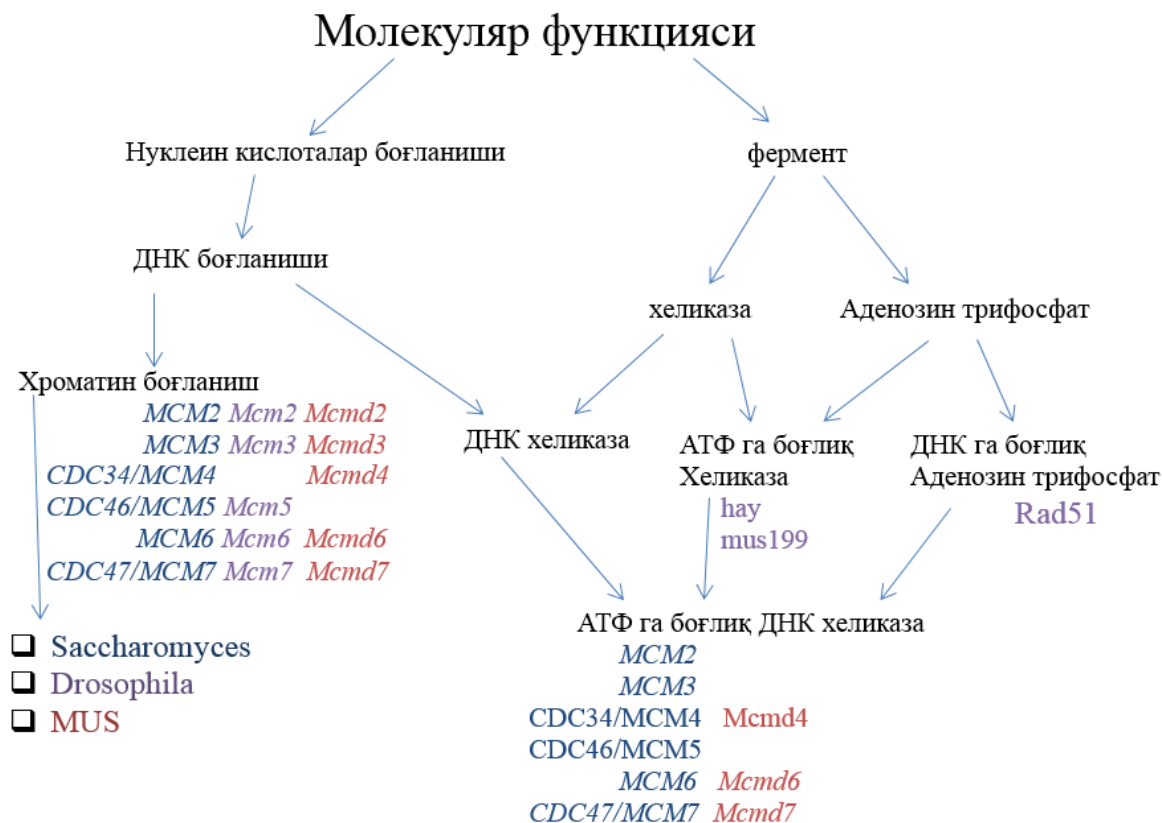 Молекуляр функцияси
Нуклеин кислоталар боғланиши
фермент
ДНК боғланиши
хеликаза
Аденозин трифосфат
Хроматин боғланиш
MCM2 Mcm2 Mcmd2
MCM3 Mcm3 Mcmd3
CDC34/MCM4 Mcmd4
CDC46/MCM5 Mcm5
MCM6 Mcm6 Mcmd6
CDC47/MCM7 Mcm7 Mcmd7
ДНК хеликаза
АТФ га боғлиқ
Хеликаза
hay
mus199
ДНК га боғлиқ
Аденозин трифосфат
Rad51
Saccharomyces
Drosophila
MUS
АТФ га боғлиқ ДНК хеликаза
MCM2
MCM3
CDC34/MCM4 Mcmd4
CDC46/MCM5
MCM6 Mcmd6
CDC47/MCM7 Mcmd7